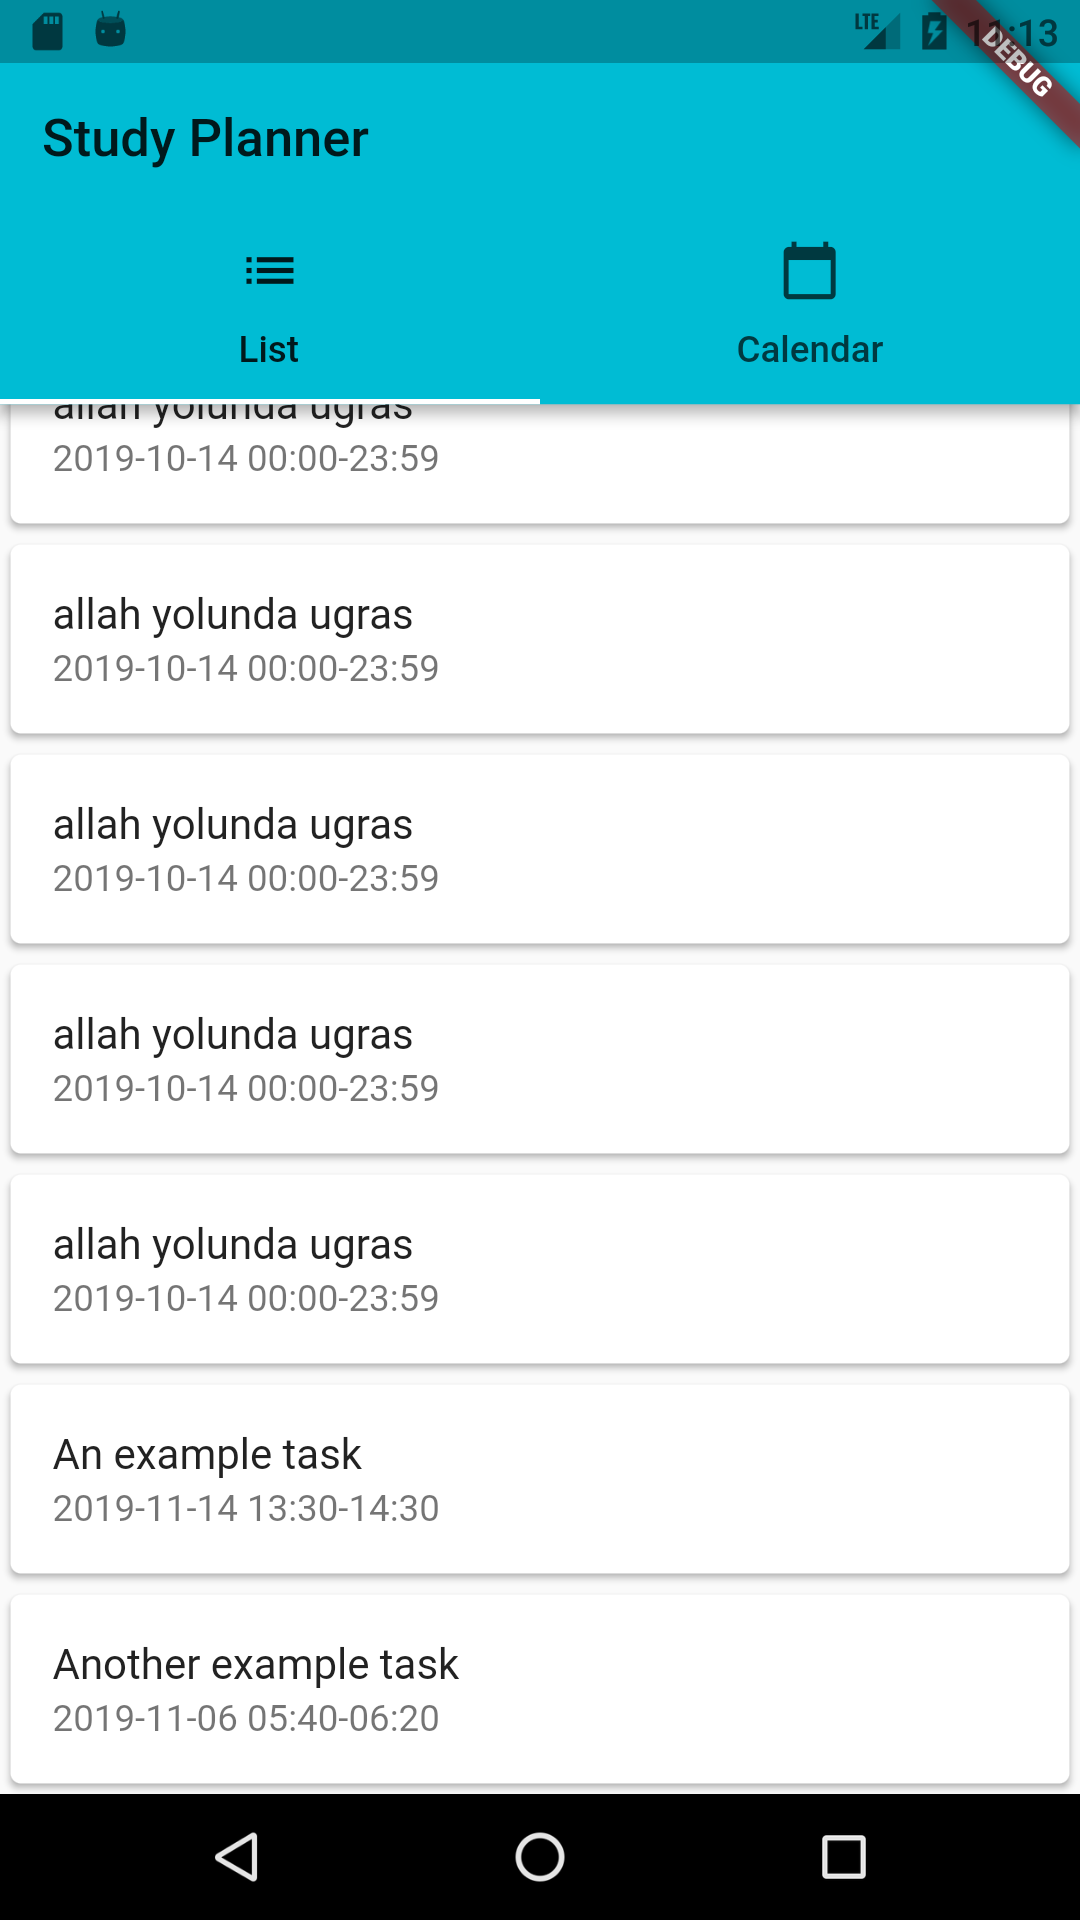 LTE
11:13
DEBUG
Study Planner
List
Calendar
allah yolunda ugras
2019-10-14 00:00-23:59
allah yolunda ugras
2019-10-14 00:00-23:59
allah yolunda ugras
2019-10-14 00:00-23:59
allah yolunda ugras
2019-10-14 00:00-23:59
allah yolunda ugras
2019-10-14 00:00-23:59
An example task
2019-11-14 13:30-14:30
Another example task
2019-11-06 05:40-06:20